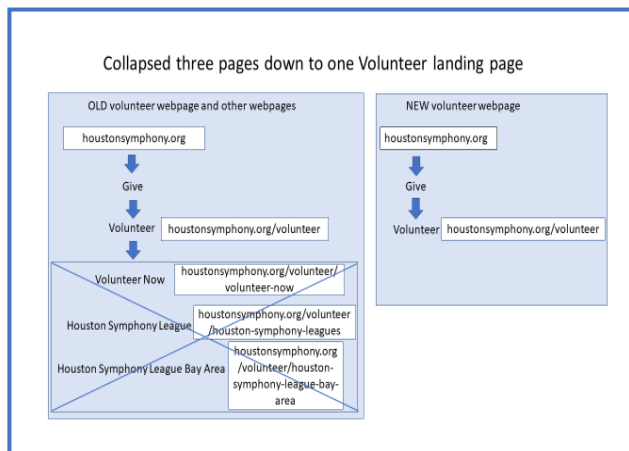 Collapsed three pages down to one Volunteer landing page
OLD volunteer webpage and other webpages
houstonsymphony.org
Give
Volunteer
houstonsymphony.org/volunteer
Volunteer Now
houstonsymphony.org/volunteer/
volunteer-now
Houston Symphony League
houstonsymphony.org/volunteer
/houston-symphony-leagues
Houston Symphony League Bay Area
houstonsymphony.org
/volunteer/houston-
symphony-league-bay-
area
NEW volunteer webpage
houstonsymphony.org
Give
Volunteer
houstonsymphony.org/volunteer